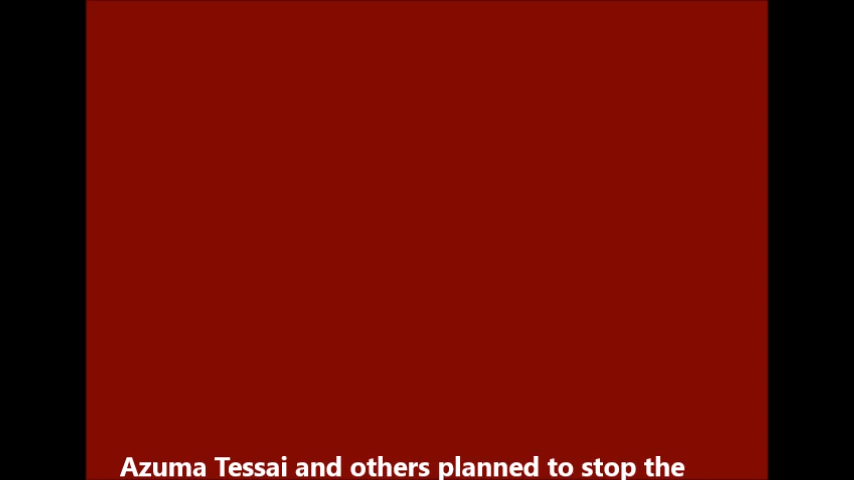 Azuma Tessai and others planned to stop the